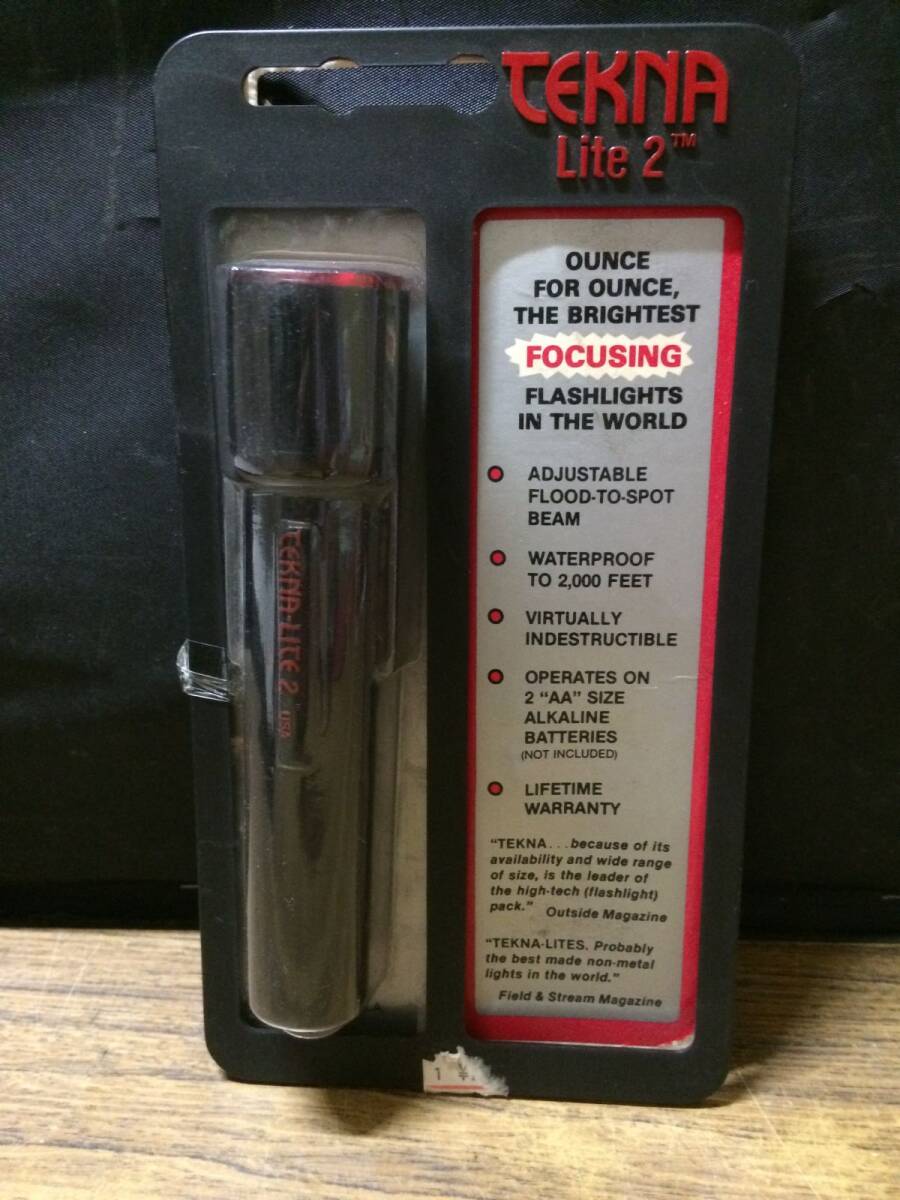 TEKNA
Lite 2™
OUNCE
FOR OUNCE,
THE BRIGHTEST
FOCUSING
FLASHLIGHTS
IN THE WORLD
ADJUSTABLE
FLOOD-TO-SPOT
BEAM
WATERPROOF
TO 2,000 FEET
VIRTUALLY
INDESTRUCTIBLE
OPERATES ON
2 “AA” SIZE
ALKALINE
BATTERIES
(NOT INCLUDED)
LIFETIME
WARRANTY
“TEKNA...because of its
availability and wide range
of size, is the leader of
the high-tech (flashlight)
pack.” Outside Magazine
“TEKNA-LITES. Probably
the best made non-metal
lights in the world.”
Field & Stream Magazine
TEKNA-LITE 2 USA
1